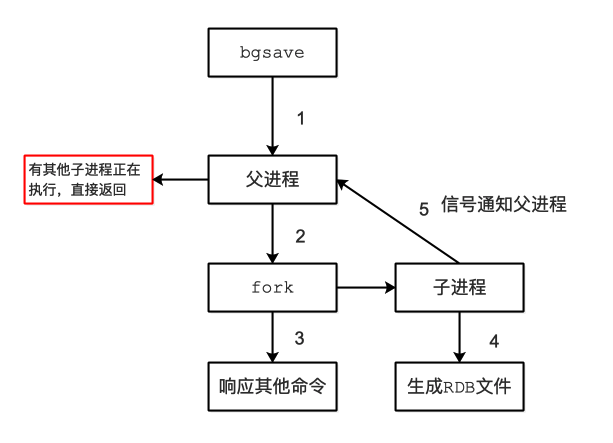 bgsave
1
有其他子进程正在
执行，直接返回
父进程
5 信号通知父进程
2
fork
子进程
3
4
响应其他命令
生成RDB文件